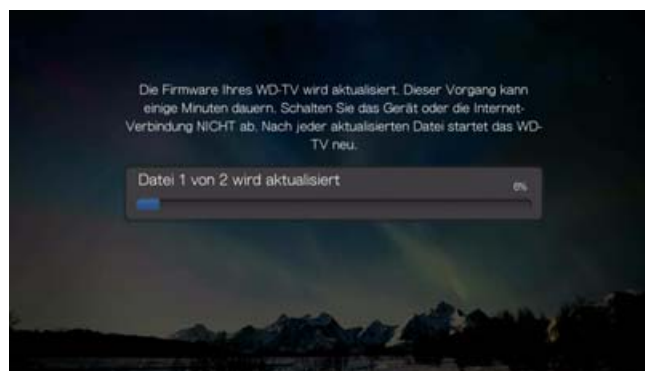 Die Firmware Ihres WD-TV wird aktualisiert. Dieser Vorgang kann
einige Minuten dauern. Schalten Sie das Gerät oder die Internet-
Verbindung NICHT ab. Nach jeder aktualisierten Datei startet das WD-
TV neu.
Datei 1 von 2 wird aktualisiert
6%